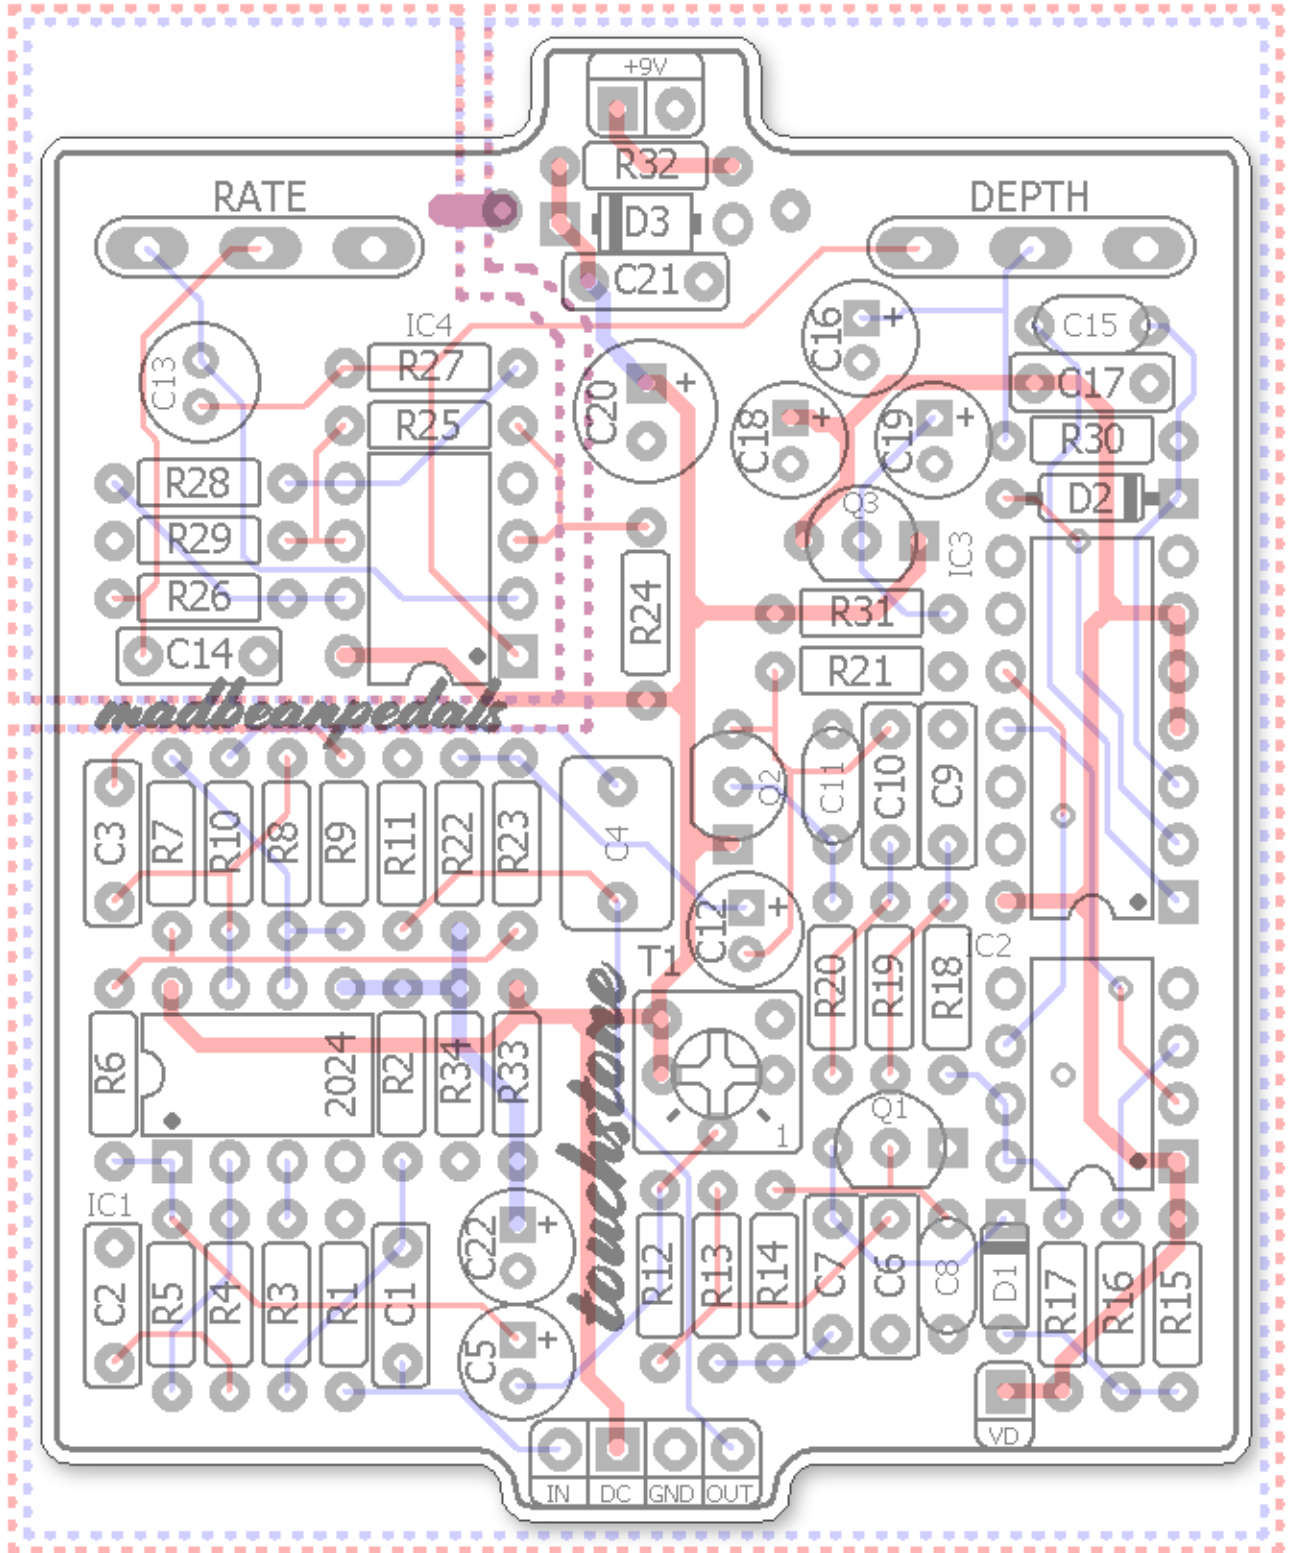 +9V
R32
RATE
D3
DEPTH
C21
IC4
C16
+
C15
C13
R27
C20
+
C17
C18
+
C19
+
R25
R30
R28
D2
Q3
R29
IC3
R26
R24
R31
C14
R21
madbeanpedals
C3
R7
R10
R8
R9
R11
R22
R23
C4
Q2
C11
C10
C9
C12
+
IC2
T1
R20
R19
R18
touchstone
R6
2024
R2
R34
R33
1
Q1
IC1
C22
+
C2
R5
R4
R3
R1
C1
R12
R13
R14
C7
C6
C8
D1
R17
R16
R15
C5
+
VD
IN DC GND OUT